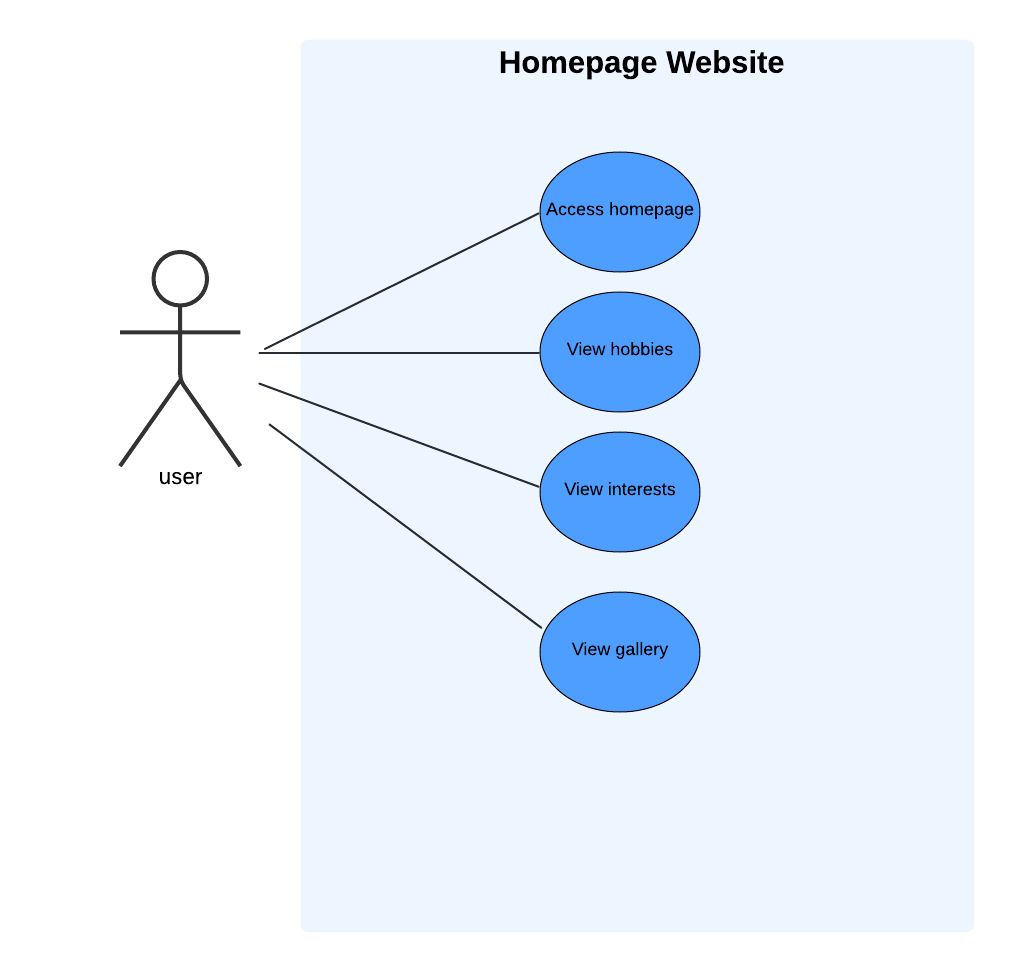 Homepage Website
Access homepage
View hobbies
user
View interests
View gallery